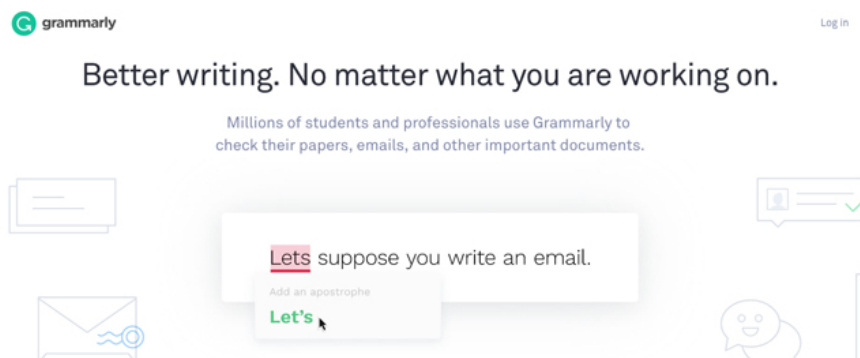 grammarly
Log in
Better writing. No matter what you are working on.
Millions of students and professionals use Grammarly to
check their papers, emails, and other important documents.
Lets suppose you write an email.
Add an apostrophe
Let's